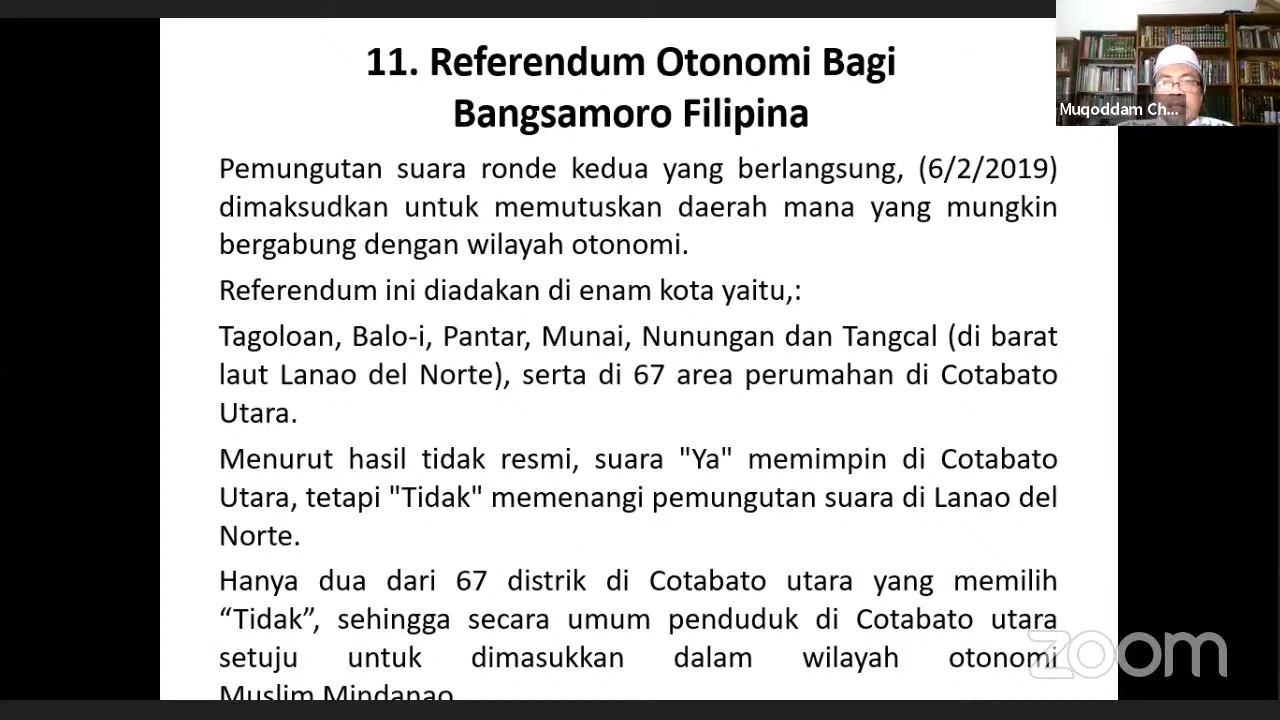 11. Referendum Otonomi Bagi
Bangsamoro Filipina
Muqoddam Ch...
Pemungutan suara ronde kedua yang berlangsung, (6/2/2019)
dimaksudkan untuk memutuskan daerah mana yang mungkin
bergabung dengan wilayah otonomi.
Referendum ini diadakan di enam kota yaitu,:
Tagoloan, Balo-i, Pantar, Munai, Nunungan dan Tangcal (di barat
laut Lanao del Norte), serta di 67 area perumahan di Cotabato
Utara.
Menurut hasil tidak resmi, suara "Ya" memimpin di Cotabato
Utara, tetapi "Tidak" memenangi pemungutan suara di Lanao del
Norte.
Hanya dua dari 67 distrik di Cotabato utara yang memilih
“Tidak”, sehingga secara umum penduduk di Cotabato utara
setuju untuk dimasukkan dalam wilayah otonomi
Muslim Mindanao
zoom